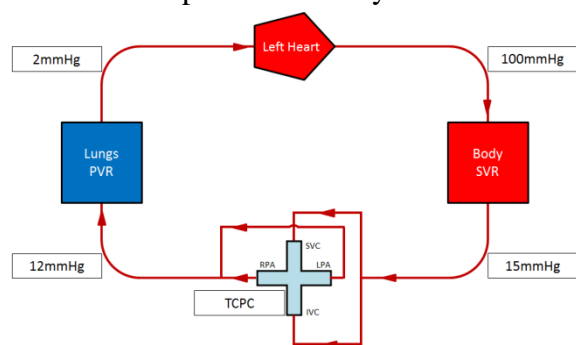 Left Heart
2mmHg
100mmHg
Lungs
PVR
Body
SVR
SVC
RPA
LPA
12mmHg
15mmHg
TCPC
IVC